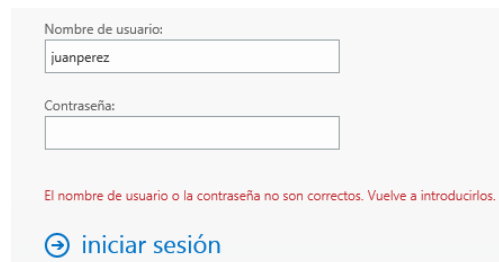 Nombre de usuario:
juanperez
Contraseña:
El nombre de usuario o la contraseña no son correctos. Vuelve a introducirlos.
iniciar sesión